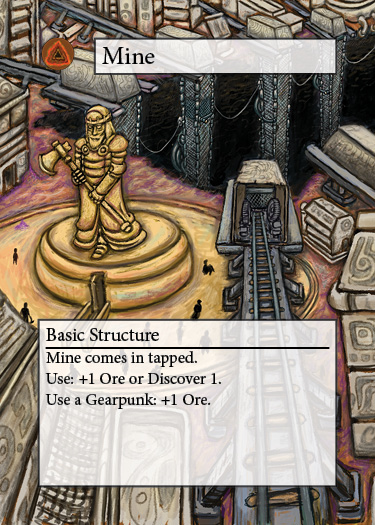 Mine
Basic Structure
Mine comes in tapped.
Use: +1 Ore or Discover 1.
Use a Gearpunk: +1 Ore.